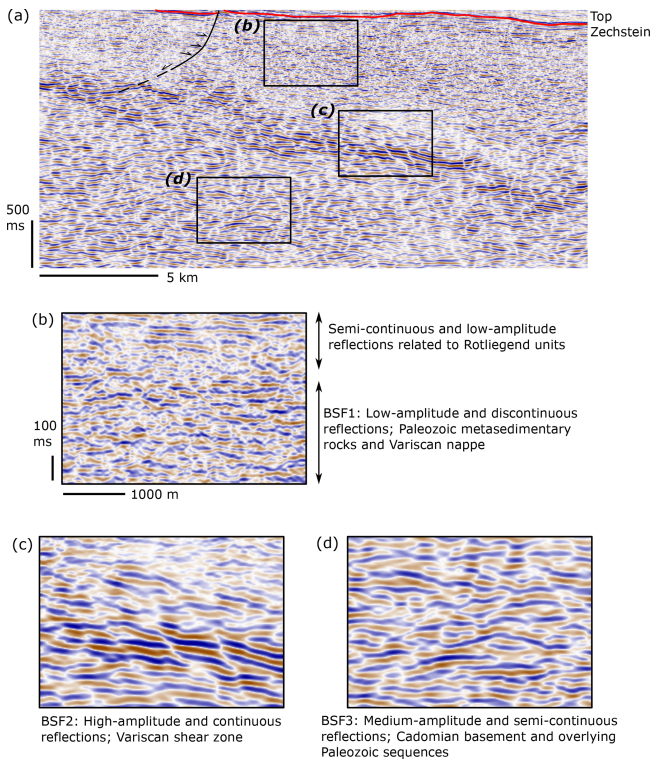 (a)
Top
Zechstein
(b)
(c)
(d)
500
ms
5 km
(b)
Semi-continuous and low-amplitude
reflections related to Rotliegend units
BSF1: Low-amplitude and discontinuous
reflections; Paleozoic metasedimentary
rocks and Variscan nappe
100
ms
1000 m
(c)
(d)
BSF2: High-amplitude and continuous
reflections; Variscan shear zone
BSF3: Medium-amplitude and semi-continuous
reflections; Cadomian basement and overlying
Paleozoic sequences